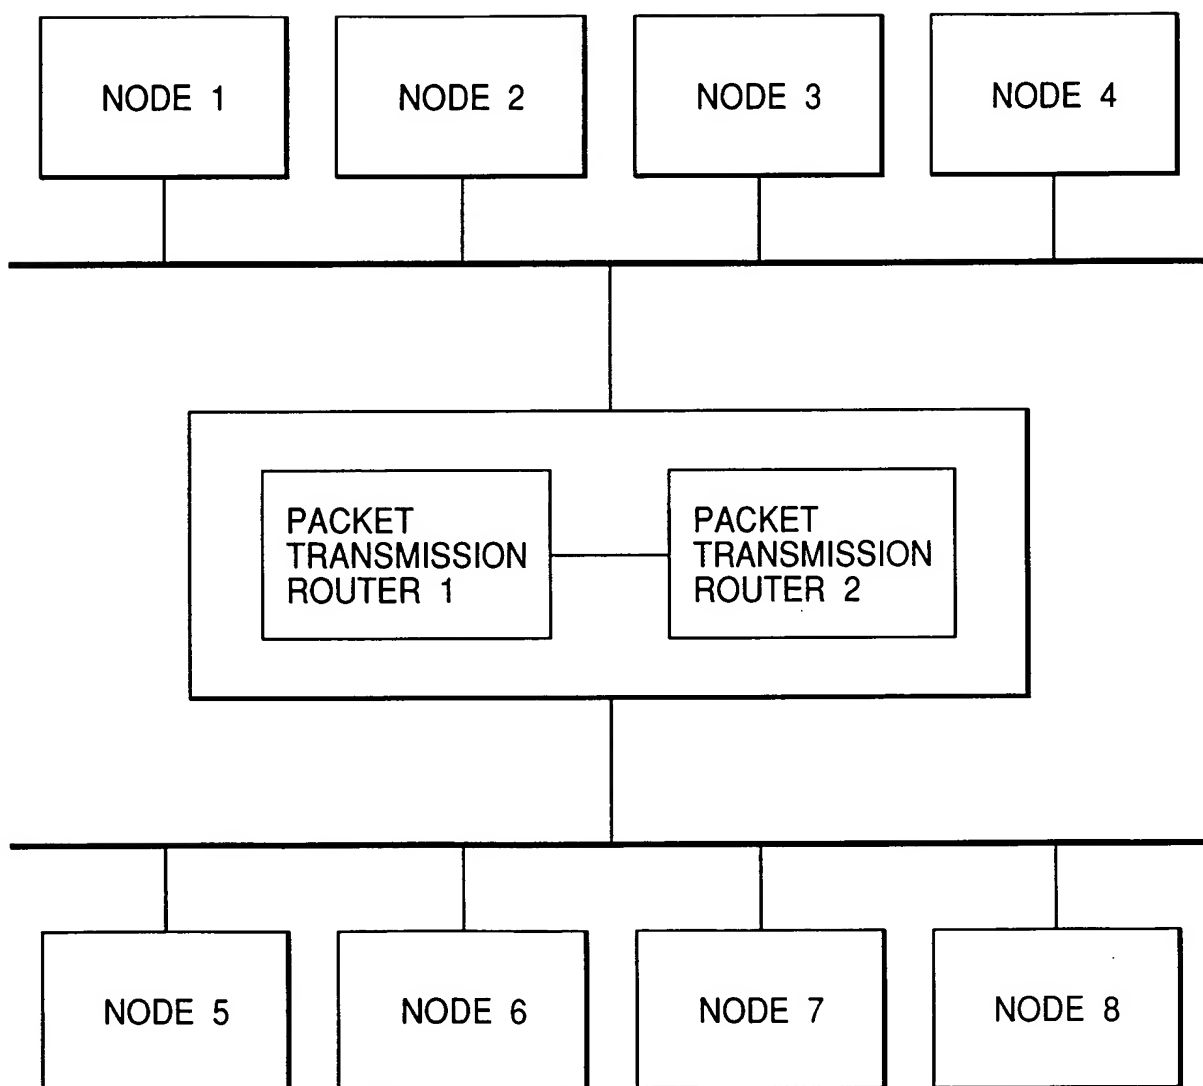 NODE 1
NODE 2
NODE 3
NODE 4
PACKET
TRANSMISSION
ROUTER 1
PACKET
TRANSMISSION
ROUTER 2
NODE 5
NODE 6
NODE 7
NODE 8